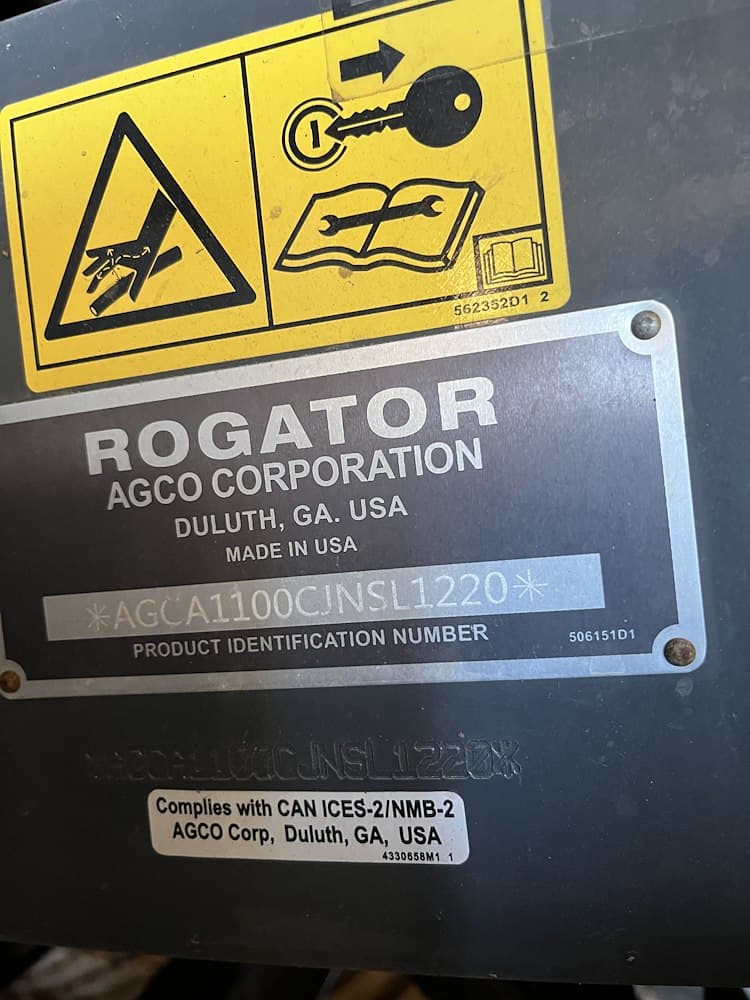 562352D1 2
ROGATOR
AGCO CORPORATION
DULUTH, GA. USA
MADE IN USA
*AGCA1100CJNSL1220*
PRODUCT IDENTIFICATION NUMBER
506151D1
*AGCA1100CJNSL1220*
Complies with CAN ICES-2/NMB-2
AGCO Corp, Duluth, GA, USA
4330658M1 1